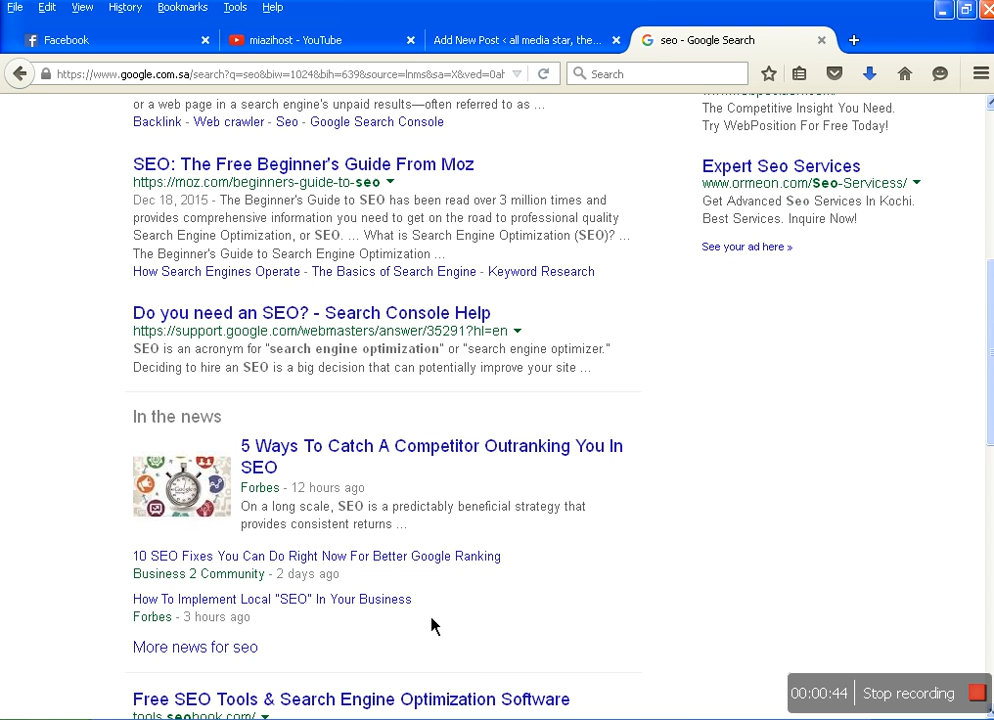 File Edit View History Bookmarks Tools Help
Facebook × miazihost - YouTube × Add New Post ‹ all media star, the... × seo - Google Search ×
https://www.google.com.sa/search?q=seo&biw=1024&bih=639&source=lnms&sa=X&ved=0ah Search
or a web page in a search engine's unpaid results—often referred to as ...
Backlink - Web crawler - Seo - Google Search Console
SEO: The Free Beginner's Guide From Moz
https://moz.com/beginners-guide-to-seo
Dec 18, 2015 - The Beginner's Guide to SEO has been read over 3 million times and
provides comprehensive information you need to get on the road to professional quality
Search Engine Optimization, or SEO. ... What is Search Engine Optimization (SEO)? ...
The Beginner's Guide to Search Engine Optimization ...
How Search Engines Operate - The Basics of Search Engine - Keyword Research
Do you need an SEO? - Search Console Help
https://support.google.com/webmasters/answer/35291?hl=en
SEO is an acronym for "search engine optimization" or "search engine optimizer."
Deciding to hire an SEO is a big decision that can potentially improve your site ...
In the news
5 Ways To Catch A Competitor Outranking You In
SEO
Forbes - 12 hours ago
On a long scale, SEO is a predictably beneficial strategy that
provides consistent returns ...
10 SEO Fixes You Can Do Right Now For Better Google Ranking
Business 2 Community - 2 days ago
How To Implement Local "SEO" In Your Business
Forbes - 3 hours ago
More news for seo
Free SEO Tools & Search Engine Optimization Software
tools.seobook.com/
The Competitive Insight You Need.
Try WebPosition For Free Today!
Expert Seo Services
www.ormeon.com/Seo-Servicess/
Get Advanced Seo Services In Kochi.
Best Services. Inquire Now!
See your ad here »
00:00:44 Stop recording